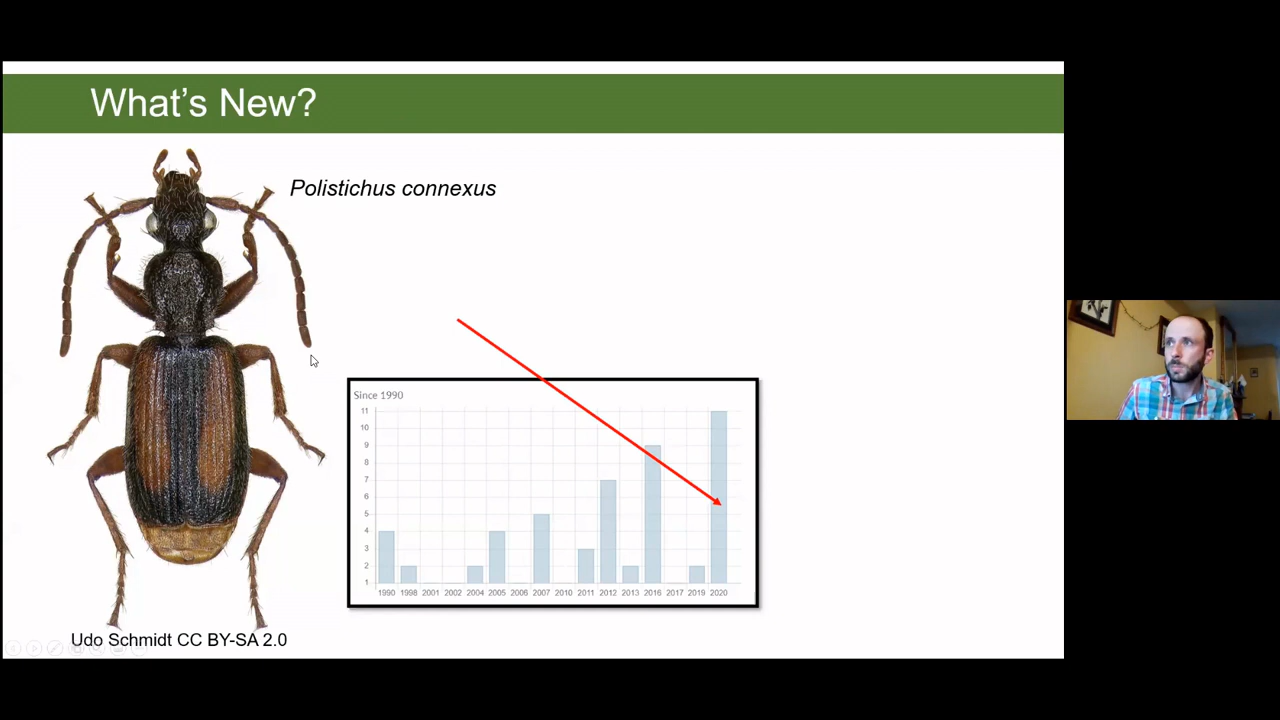 What's New?
Polistichus connexus
Since 1990
11
10
9
8
7
6
5
4
3
2
1
1990 1998 2001 2002 2004 2005 2006 2007 2010 2011 2012 2013 2016 2017 2019 2020
Udo Schmidt CC BY-SA 2.0